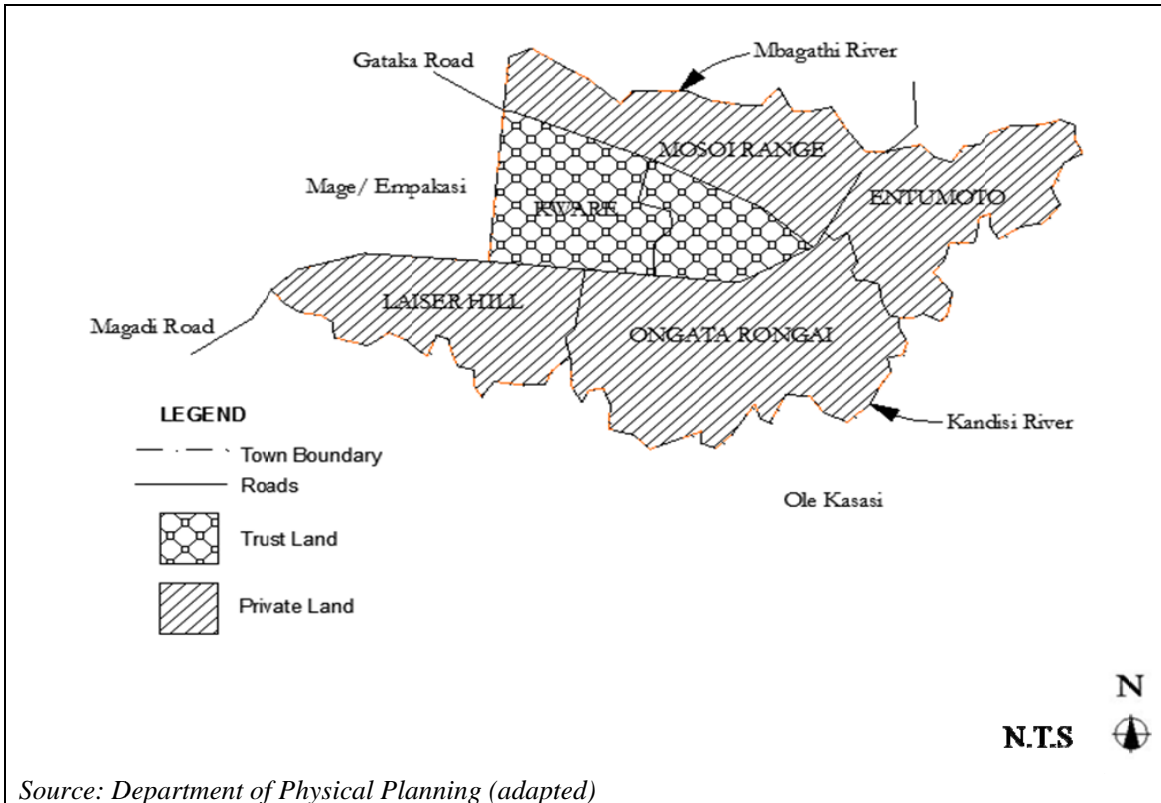 Mbagathi River
Gataka Road
MOSOI RANGE
Mage/ Empakasi
ENTUMOTO
KWARE
LAISER HILL
Magadi Road
ONGATA RONGAI
LEGEND
Town Boundary
Roads
Trust Land
Private Land
Kandisi River
Ole Kasasi
N
N.T.S
Source: Department of Physical Planning (adapted)